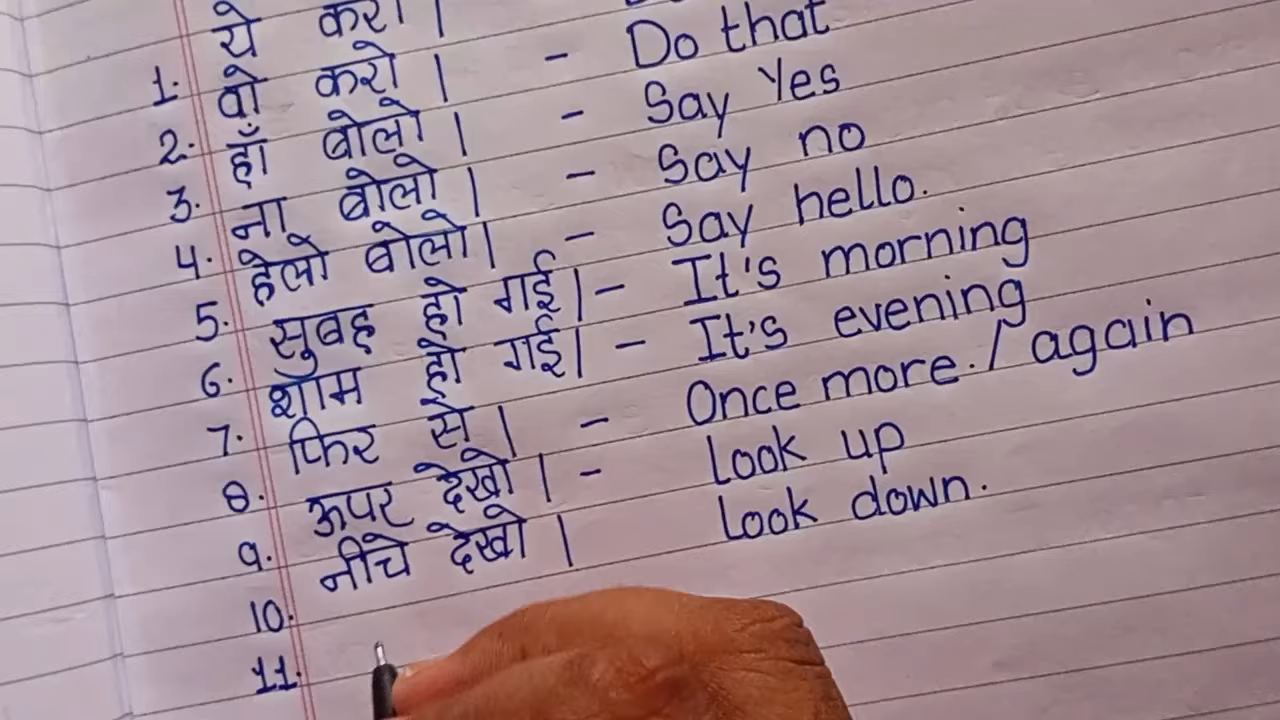 1. ये करो।
2. वो करो। - Do that
3. हाँ बोलो। - Say Yes
4. ना बोलो। - Say no
5. हेलो बोलो। - Say hello.
6. सुबह हो गई। - It's morning
7. शाम हो गई। - It's evening
8. फिर से। - Once more. / again
9. ऊपर देखो। - Look up
10. नीचे देखो। Look down.
11.